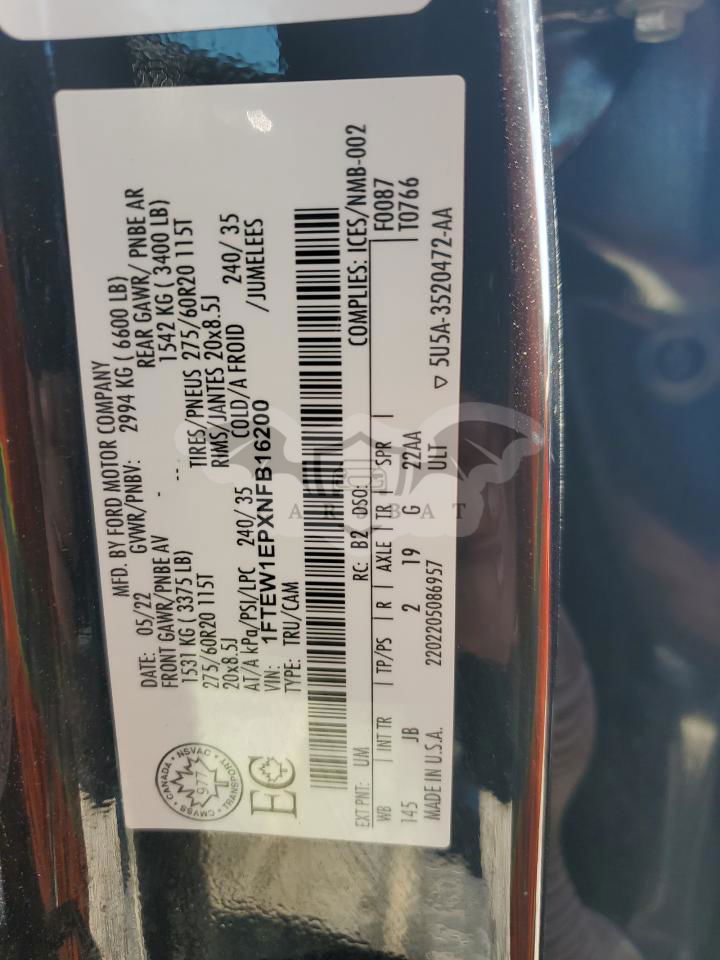 MFD. BY FORD MOTOR COMPANY
DATE: 05/22 GVWR/PNBV: 2994 KG ( 6600 LB)
FRONT GAWR/PNBE AV REAR GAWR/ PNBE AR
1531 KG ( 3375 LB) -- 1542 KG ( 3400 LB)
275/60R20 115T -- TIRES/PNEUS 275/60R20 115T
20x8.5J RIMS/JANTES 20x8.5J
AT/A kPa/PSI/LPC 240/ 35 COLD/A FROID 240/ 35
VIN: 1FTEW1EPXNFB16200 /JUMELEES
TYPE: TRU/CAM
CANADA • NSVAC • TRANSPORT • CMVSS •
977
EC
COMPLIES: ICES/NMB-002
EXT PNT: UM RC: B2 DSO: F0087
WB | INT TR | TP/PS | R | AXLE | TR | SPR | T0766
145 JB 2 19 G 22AA
MADE IN U.S.A. 2202205086957 ULT ▽ 5U5A-3520472-AA
ARSBAT